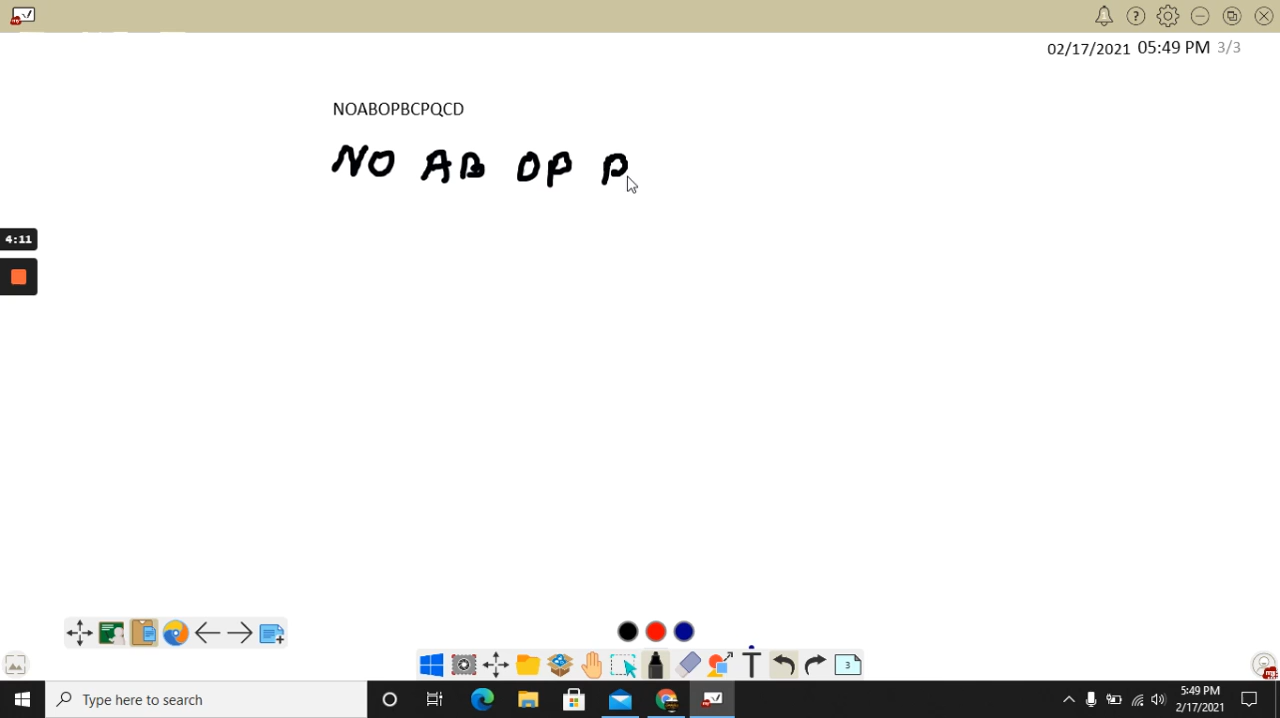 02/17/2021 05:49 PM 3/3
NOABOPBCPQCD
NO AB OP
4:11
3
Type here to search
5:49 PM
2/17/2021